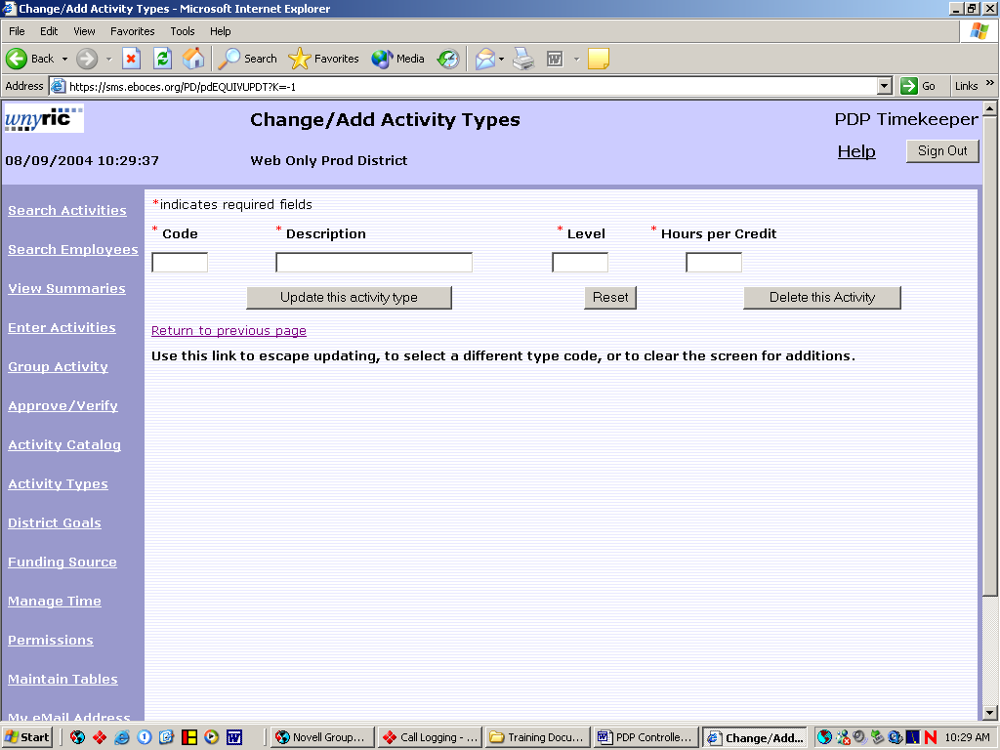 Change/Add Activity Types - Microsoft Internet Explorer
File Edit View Favorites Tools Help
Back Search Favorites Media
Address https://sms.eboces.org/PD/pdEQUIVUPDT?K=-1 Go Links »
wnyric Change/Add Activity Types PDP Timekeeper
Help Sign Out
08/09/2004 10:29:37 Web Only Prod District
Search Activities
Search Employees
View Summaries
Enter Activities
Group Activity
Approve/Verify
Activity Catalog
Activity Types
District Goals
Funding Source
Manage Time
Permissions
Maintain Tables
My eMail Address
*indicates required fields
* Code * Description * Level * Hours per Credit
Update this activity type Reset Delete this Activity
Return to previous page
Use this link to escape updating, to select a different type code, or to clear the screen for additions.
Start Novell Group... Call Logging - ... Training Docu... PDP Controlle... Change/Add... 10:29 AM